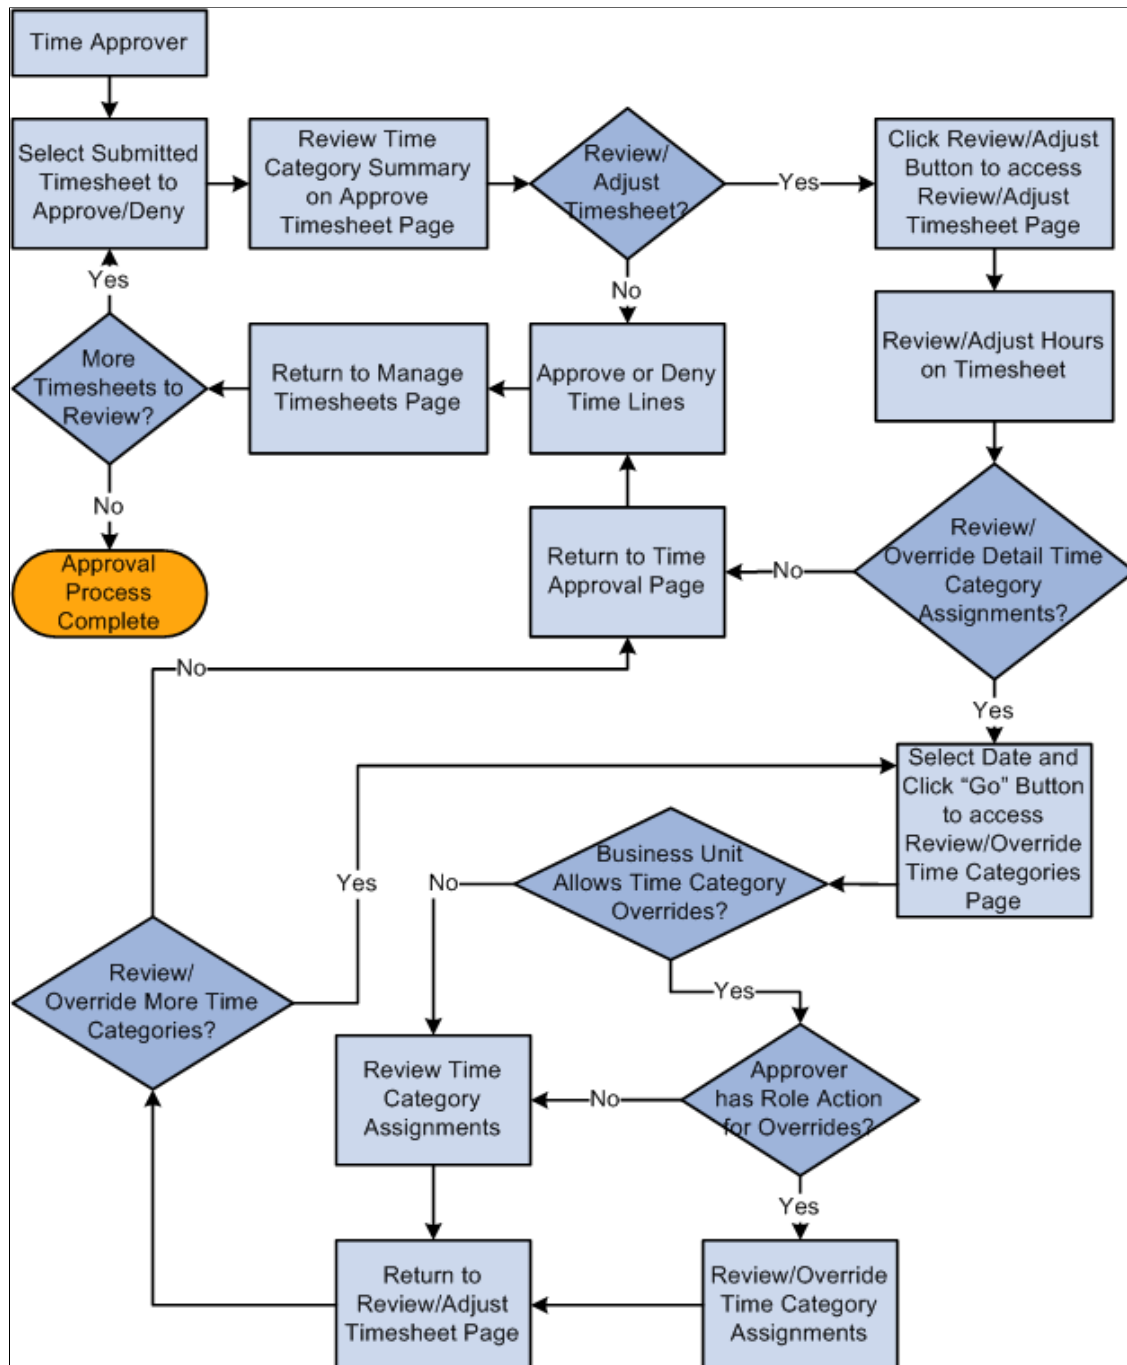 Time Approver
Select Submitted
Timesheet to
Approve/Deny
Review Time
Category Summary
on Approve
Timesheet Page
Review/
Adjust
Timesheet?
Yes
Click Review/Adjust
Button to access
Review/Adjust
Timesheet Page
Yes
No
More
Timesheets to
Review?
Return to Manage
Timesheets Page
Approve or Deny
Time Lines
Review/Adjust Hours
on Timesheet
No
Approval
Process
Complete
Return to Time
Approval Page
No
Review/
Override Detail Time
Category
Assignments?
No
Yes
Select Date and
Click “Go” Button
to access
Review/Override
Time Categories
Page
Business Unit
Allows Time Category
Overrides?
No
Yes
Yes
Review/
Override More Time
Categories?
Review Time
Category
Assignments
No
Approver
has Role Action
for Overrides?
Yes
Return to
Review/Adjust
Timesheet Page
Review/Override
Time Category
Assignments